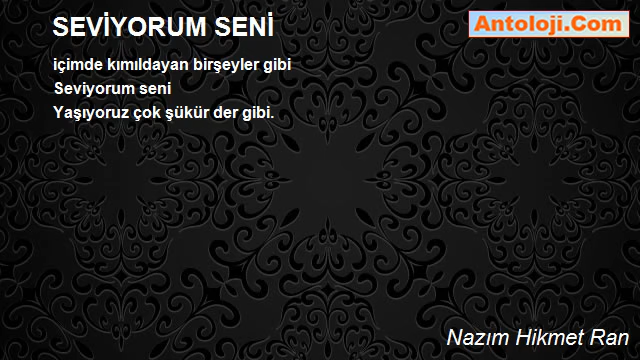 Antoloji.Com
SEVİYORUM SENİ
içimde kımıldayan birşeyler gibi
Seviyorum seni
Yaşıyoruz çok şükür der gibi.
Nazım Hikmet Ran